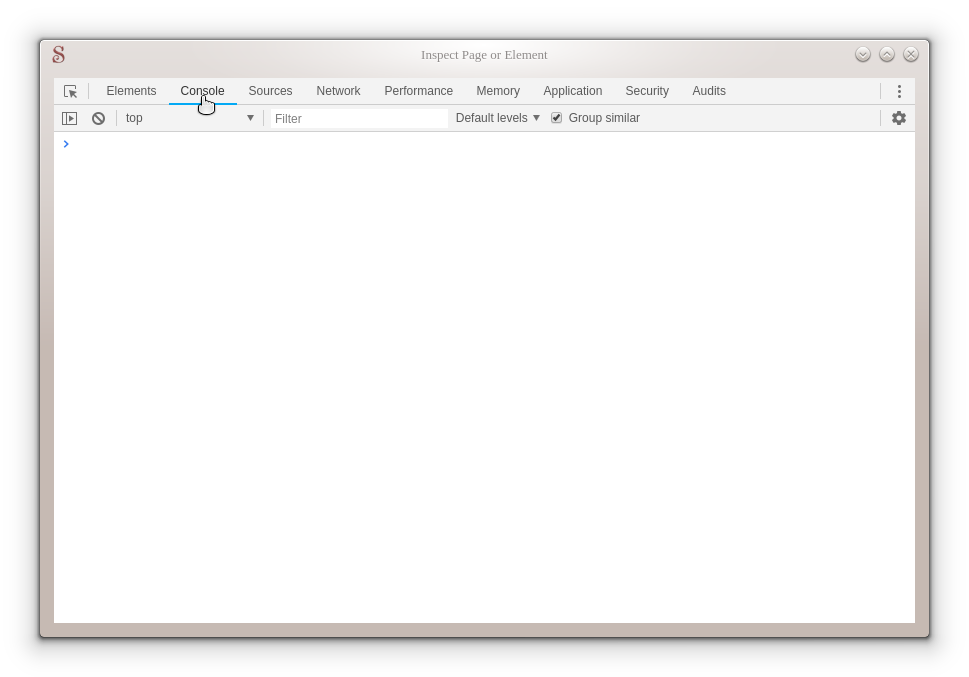 S
Inspect Page or Element
Elements Console Sources Network Performance Memory Application Security Audits
top Filter Default levels Group similar